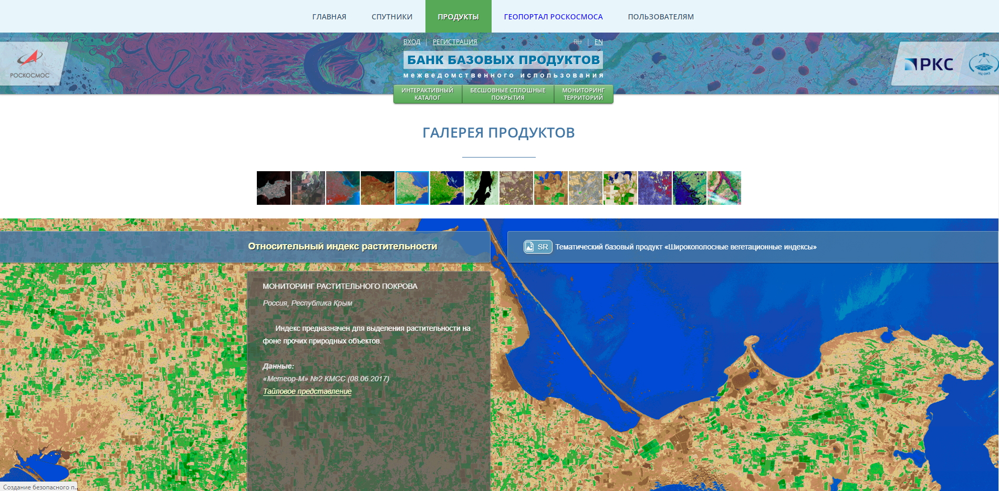 ГЛАВНАЯ СПУТНИКИ ПРОДУКТЫ ГЕОПОРТАЛ РОСКОСМОСА ПОЛЬЗОВАТЕЛЯМ
ВХОД | РЕГИСТРАЦИЯ RU | EN
БАНК БАЗОВЫХ ПРОДУКТОВ
межведомственного использования
РОСКОСМОС
РКС
НЦ ОМЗ
ИНТЕРАКТИВНЫЙ
КАТАЛОГ
БЕСШОВНЫЕ СПЛОШНЫЕ
ПОКРЫТИЯ
МОНИТОРИНГ
ТЕРРИТОРИЙ
ГАЛЕРЕЯ ПРОДУКТОВ
Относительный индекс растительности
SR Тематический базовый продукт «Широкополосные вегетационные индексы»
МОНИТОРИНГ РАСТИТЕЛЬНОГО ПОКРОВА
Россия, Республика Крым
Индекс предназначен для выделения растительности на
фоне прочих природных объектов.
Данные:
«Метеор-М» №2 КМСС (08.06.2017)
Тайловое представление
Создание безопасного п...